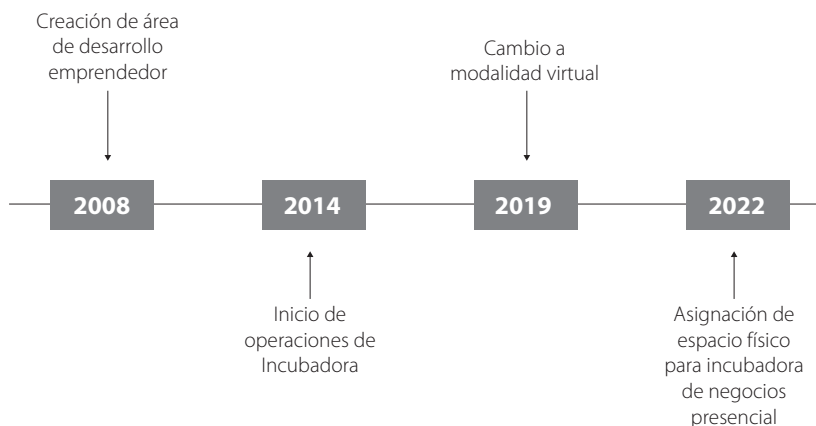 Creación de área
de desarrollo
emprendedor
Cambio a
modalidad virtual
2008
2014
2019
2022
Inicio de
operaciones de
Incubadora
Asignación de
espacio físico
para incubadora
de negocios
presencial